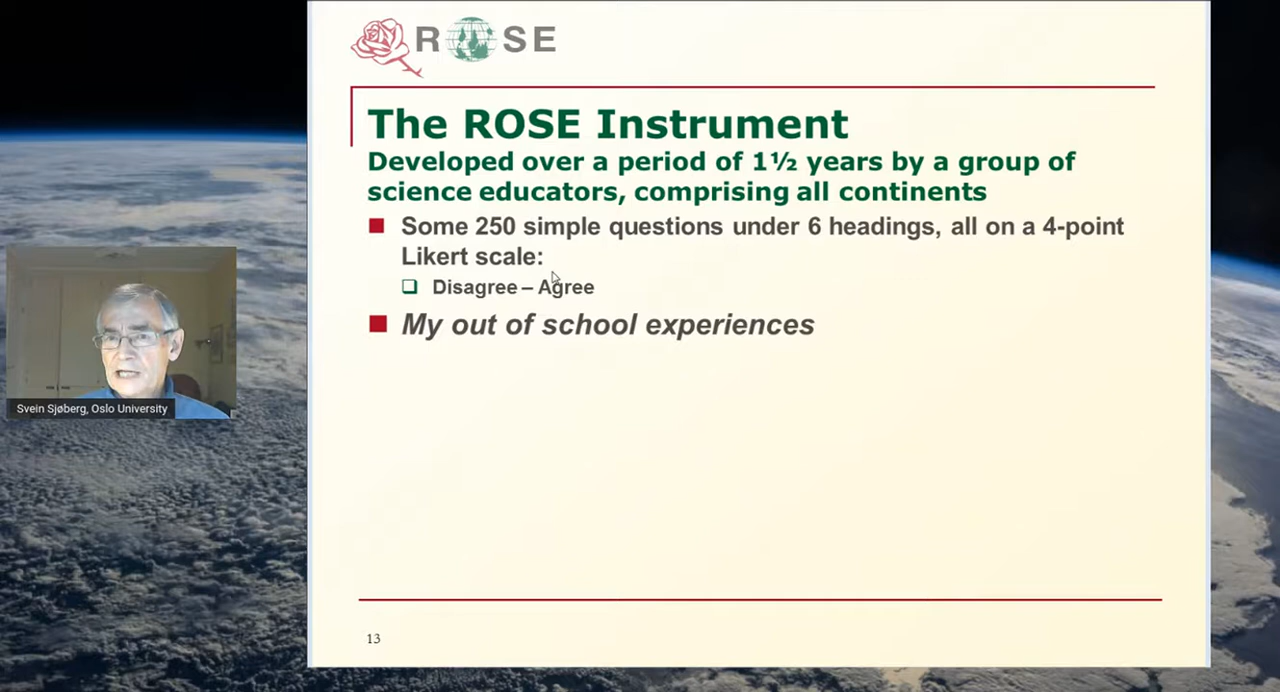 R SE
The ROSE Instrument
Developed over a period of 1½ years by a group of
science educators, comprising all continents
Some 250 simple questions under 6 headings, all on a 4-point
Likert scale:
Disagree – Agree
My out of school experiences
Svein Sjøberg, Oslo University
13